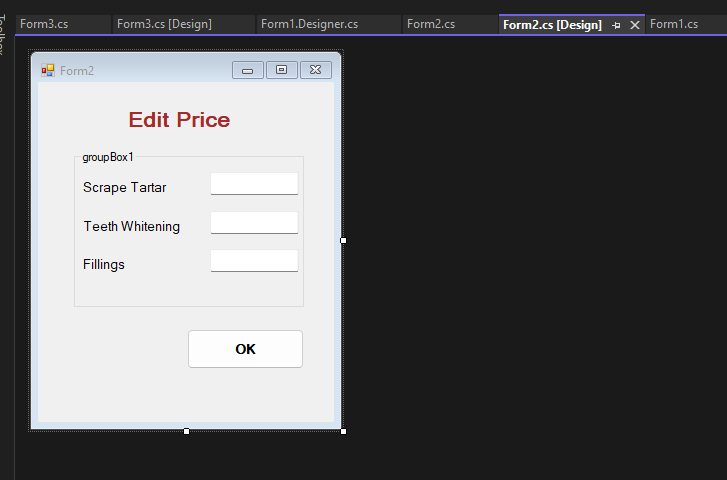 Form3.cs
Form3.cs [Design]
Form1.Designer.cs
Form2.cs
Form2.cs [Design]
Form1.cs
Toolbox
Form2
Edit Price
groupBox1
Scrape Tartar
Teeth Whitening
Fillings
OK